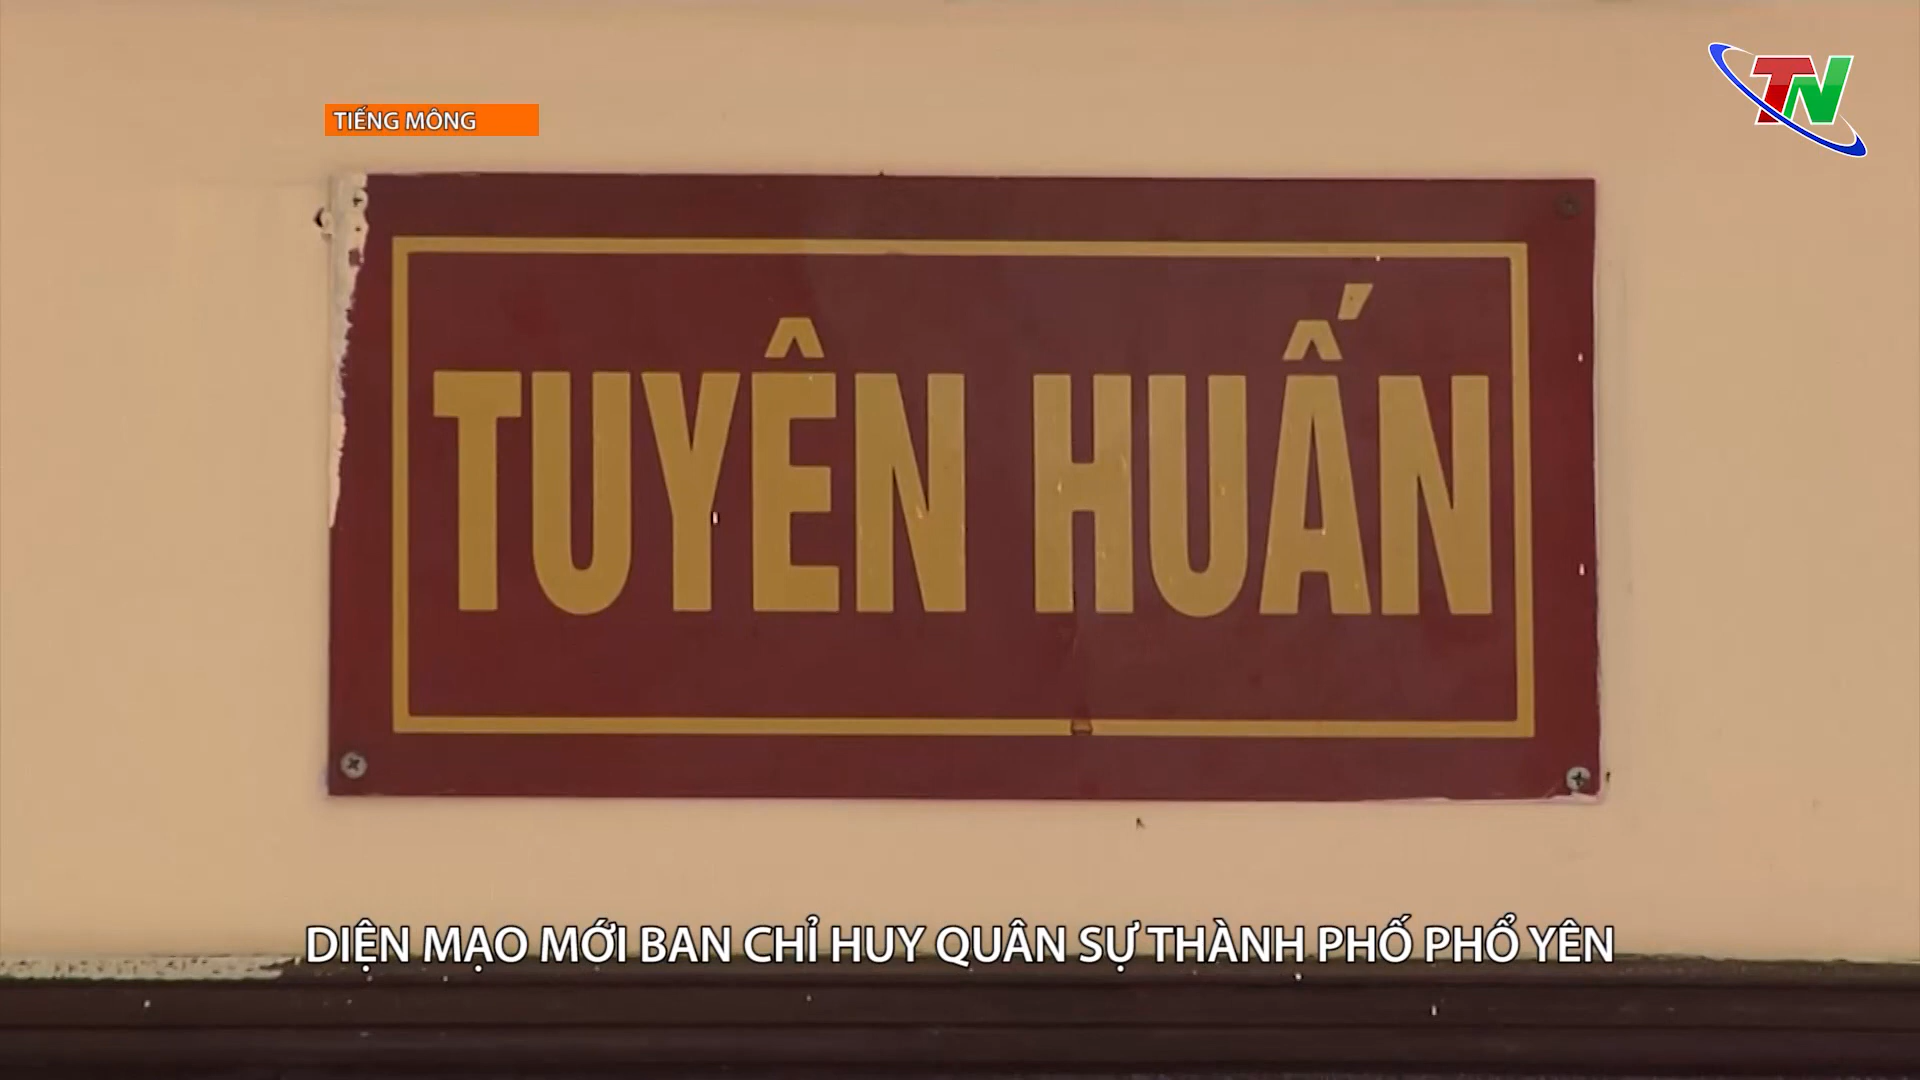 TN
TIẾNG MÔNG
TUYÊN HUẤN
DIỆN MẠO MỚI BAN CHỈ HUY QUÂN SỰ THÀNH PHỐ PHỔ YÊN